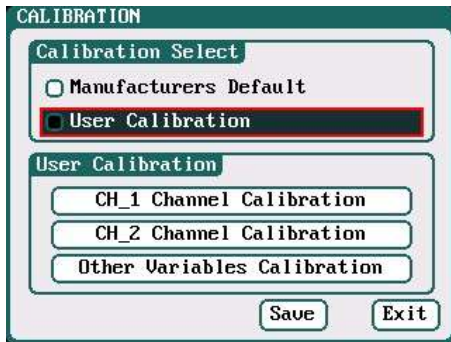 CALIBRATION
Calibration Select
Manufacturers Default
User Calibration
User Calibration
CH_1 Channel Calibration
CH_2 Channel Calibration
Other Variables Calibration
Save Exit